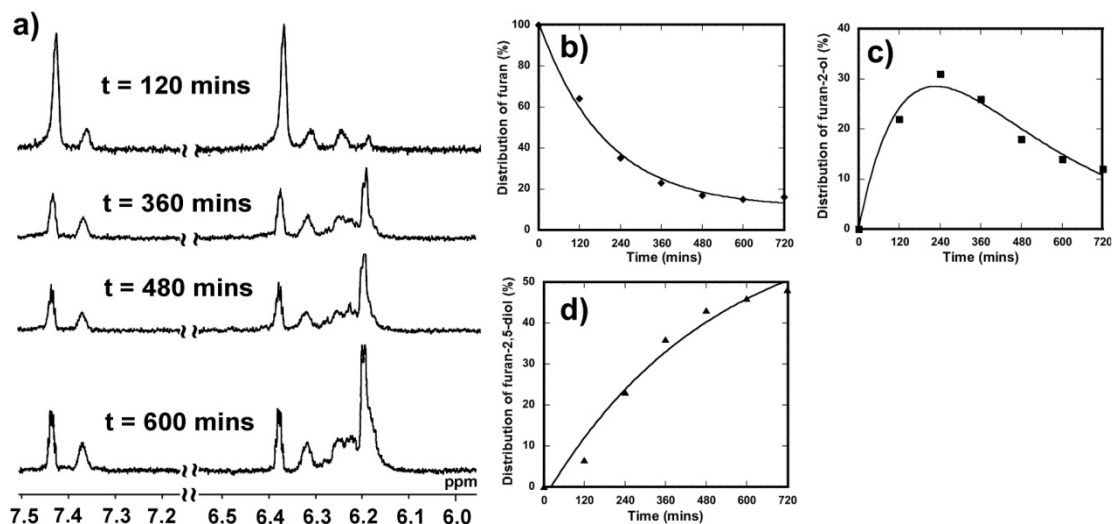 a)
t = 120 mins
t = 360 mins
t = 480 mins
t = 600 mins
ppm
7.5 7.4 7.3 7.2 6.4 6.3 6.2 6.1 6.0
b)
Distribution of furan (%)
100
80
60
40
20
0
0 120 240 360 480 600 720
Time (mins)
c)
Distribution of furan-2-ol (%)
40
30
20
10
0
0 120 240 360 480 600 720
Time (mins)
d)
Distribution of furan-2,5-diol (%)
50
40
30
20
10
0
0 120 240 360 480 600 720
Time (mins)